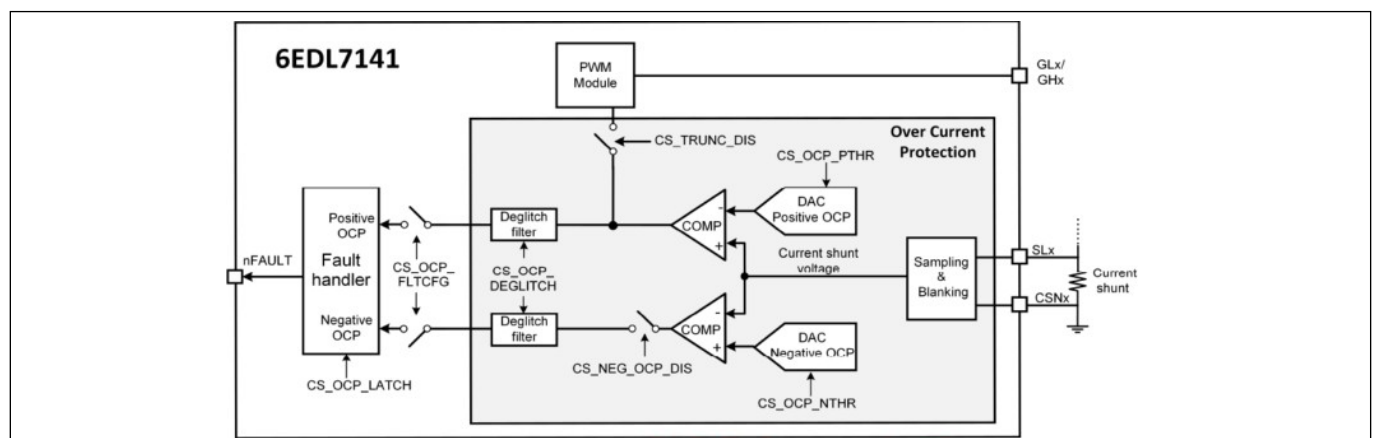 6EDL7141
PWM
Module
GLx/
GHx
Over Current
Protection
CS_TRUNC_DIS
CS_OCP_PTHR
DAC
Positive OCP
-
COMP
+
Positive
OCP
Deglitch
filter
nFAULT
Fault
handler
CS_OCP_
FLTCFG
CS_OCP_
DEGLITCH
Current shunt
voltage
Sampling
&
Blanking
SLx
Current
shunt
CSNx
Negative
OCP
Deglitch
filter
-
COMP
+
DAC
Negative OCP
CS_NEG_OCP_DIS
CS_OCP_LATCH
CS_OCP_NTHR